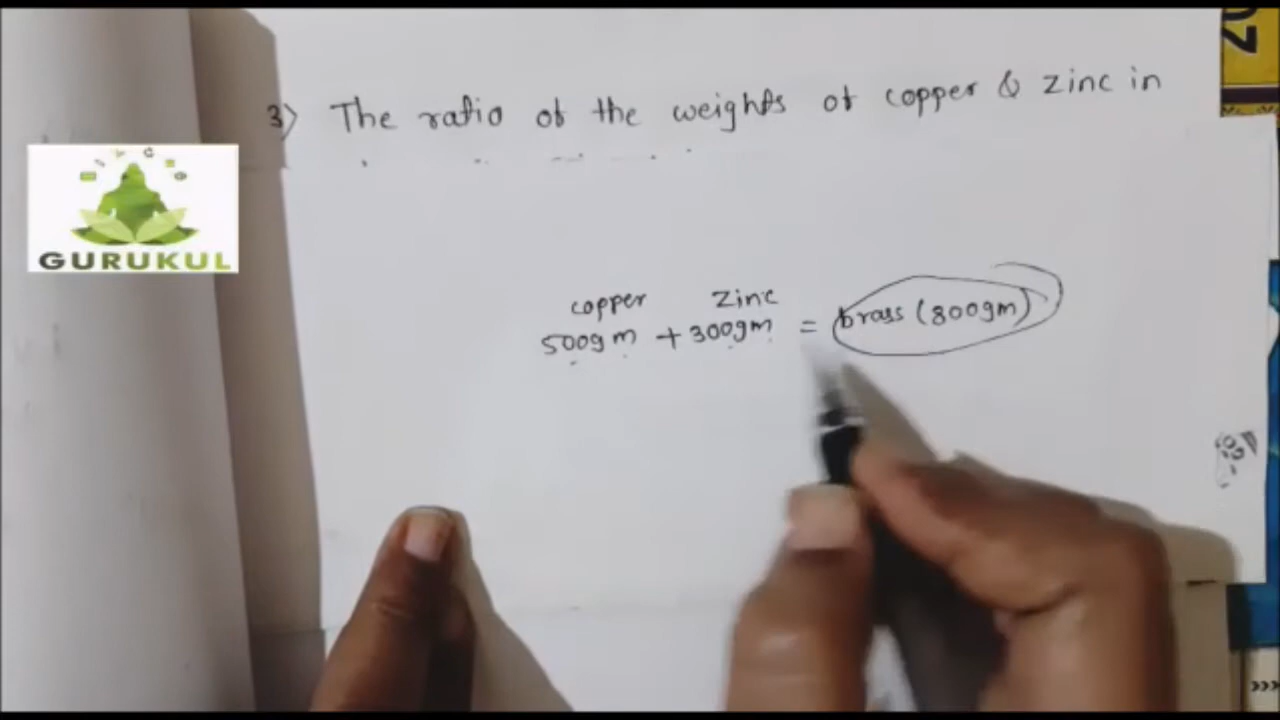 3) The ratio of the weights of copper & zinc in
GURUKUL
copper zinc
500gm + 300gm = brass (800gm)